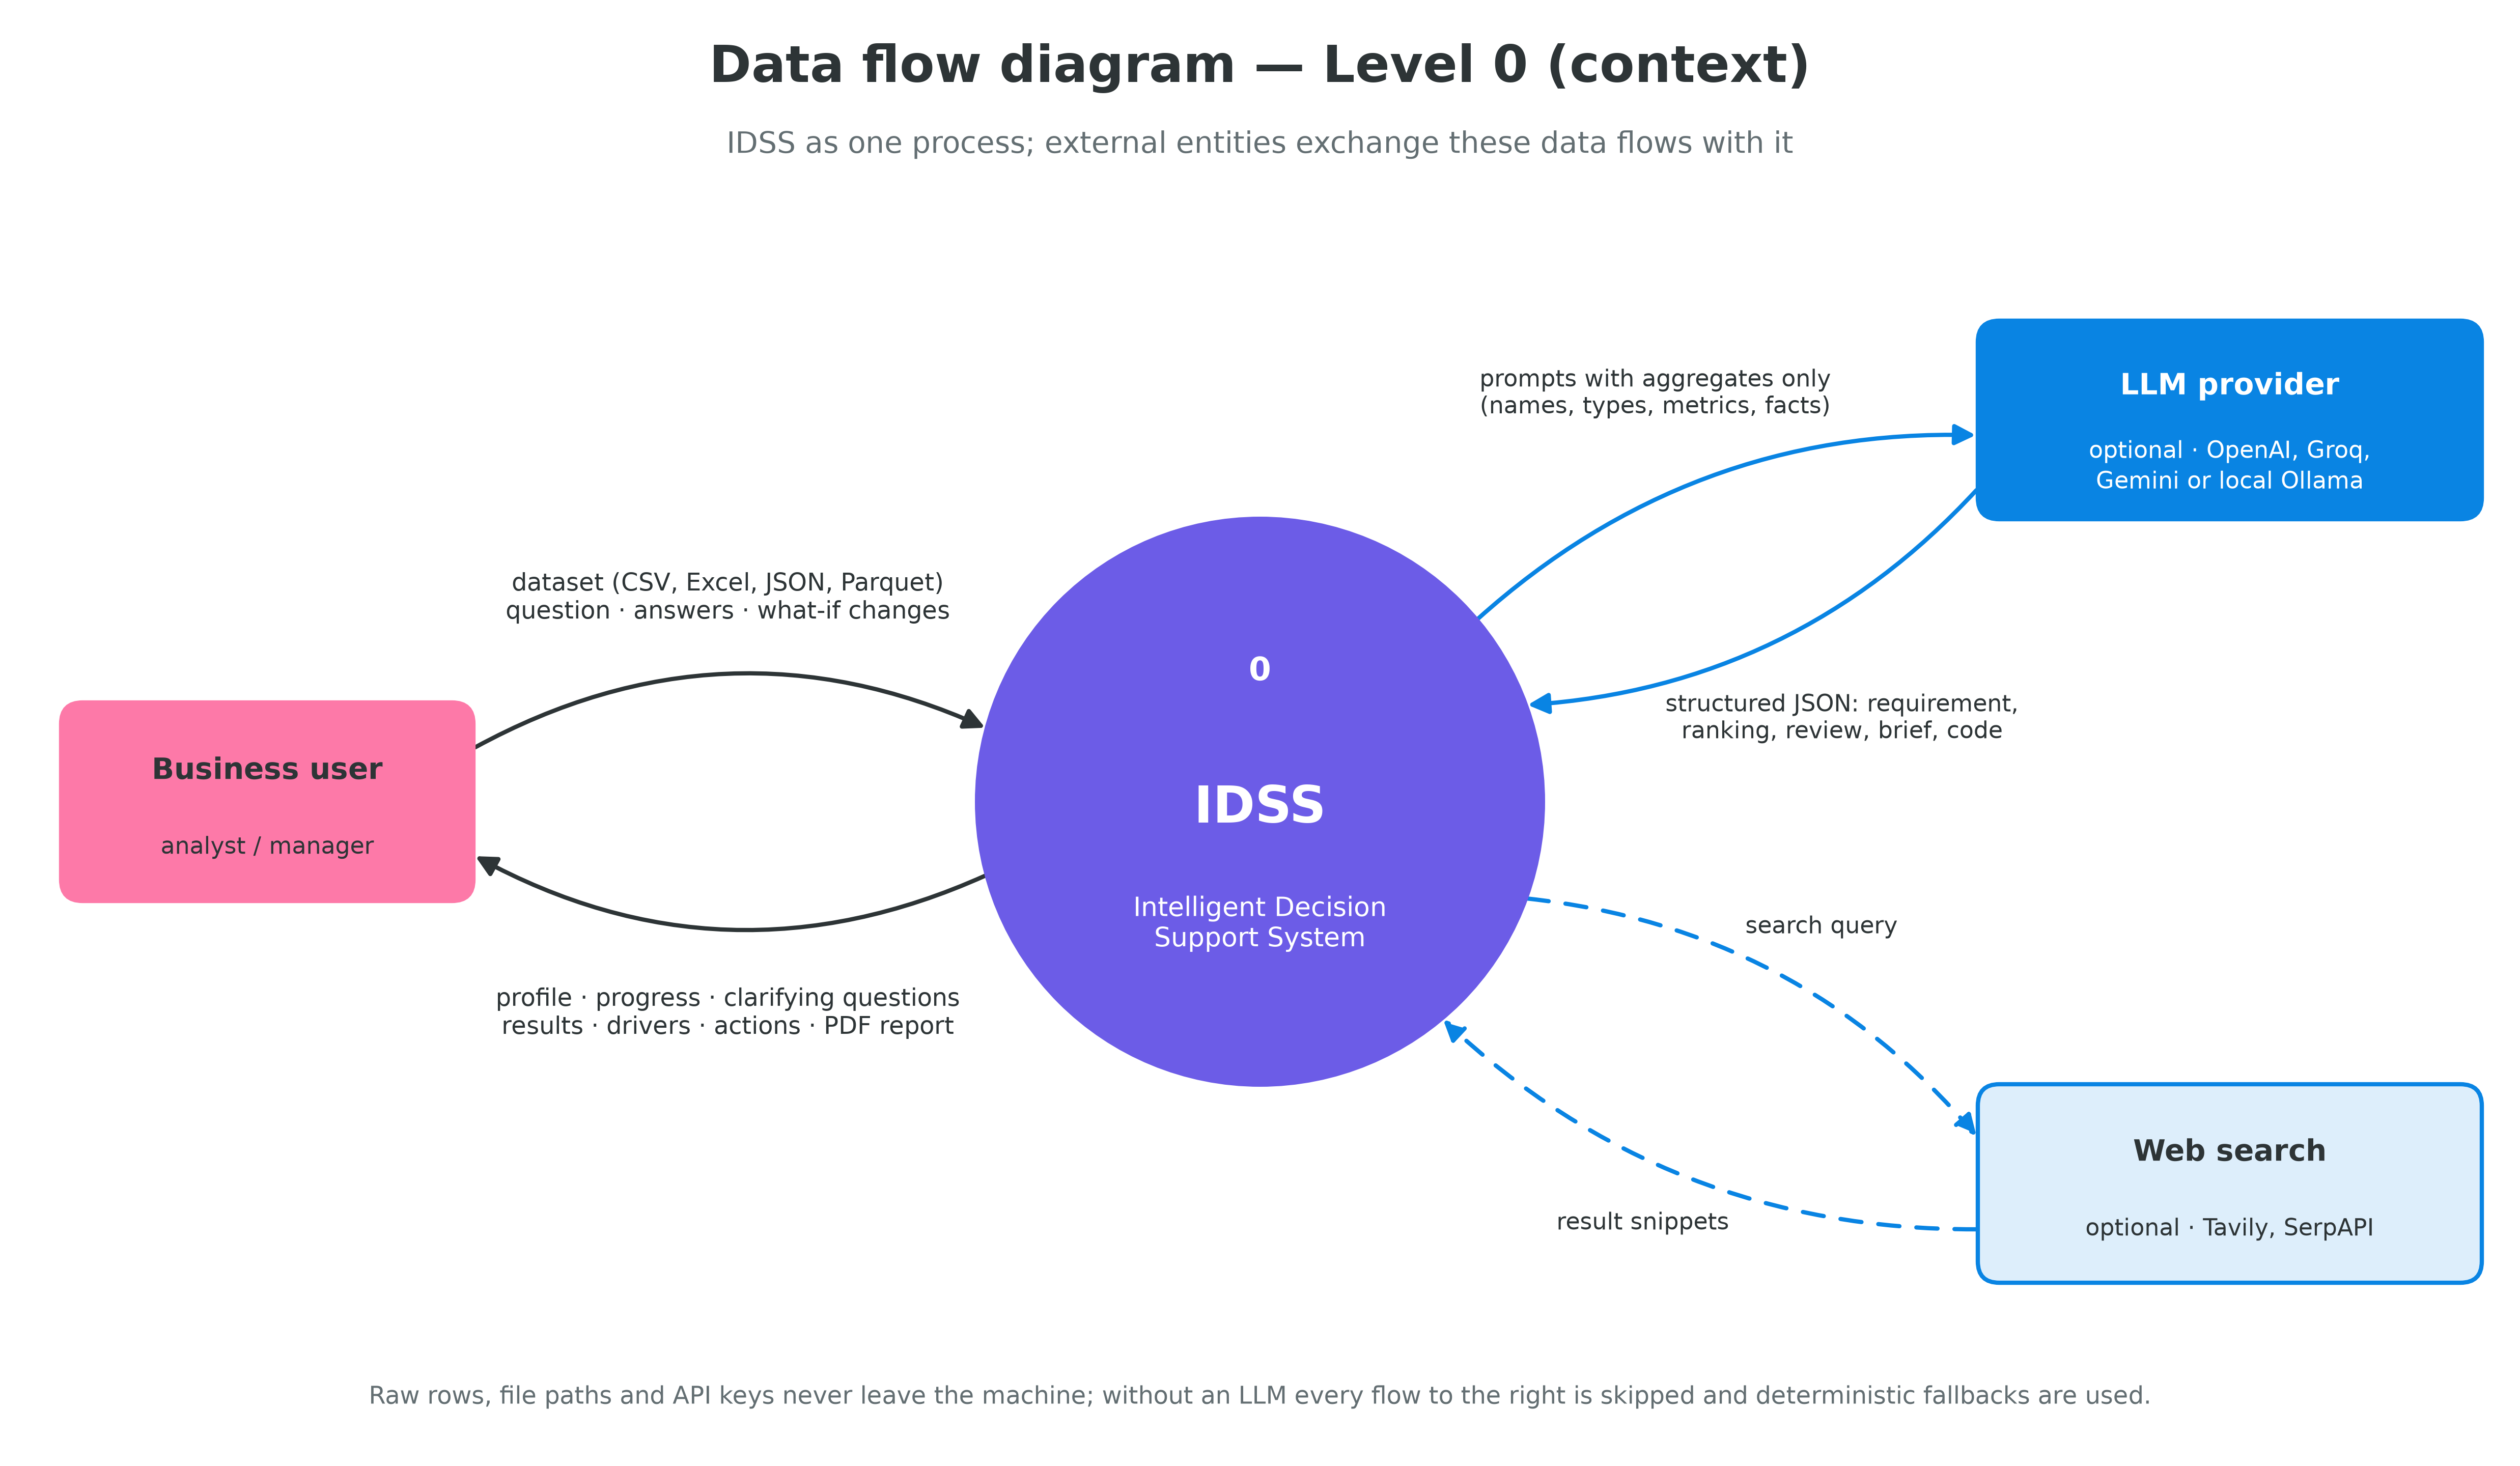 Data flow diagram — Level 0 (context)
IDSS as one process; external entities exchange these data flows with it
prompts with aggregates only
(names, types, metrics, facts)
LLM provider
optional · OpenAI, Groq,
Gemini or local Ollama
dataset (CSV, Excel, JSON, Parquet)
question · answers · what-if changes
0
IDSS
Intelligent Decision
Support System
structured JSON: requirement,
ranking, review, brief, code
Business user
analyst / manager
search query
profile · progress · clarifying questions
results · drivers · actions · PDF report
Web search
optional · Tavily, SerpAPI
result snippets
Raw rows, file paths and API keys never leave the machine; without an LLM every flow to the right is skipped and deterministic fallbacks are used.